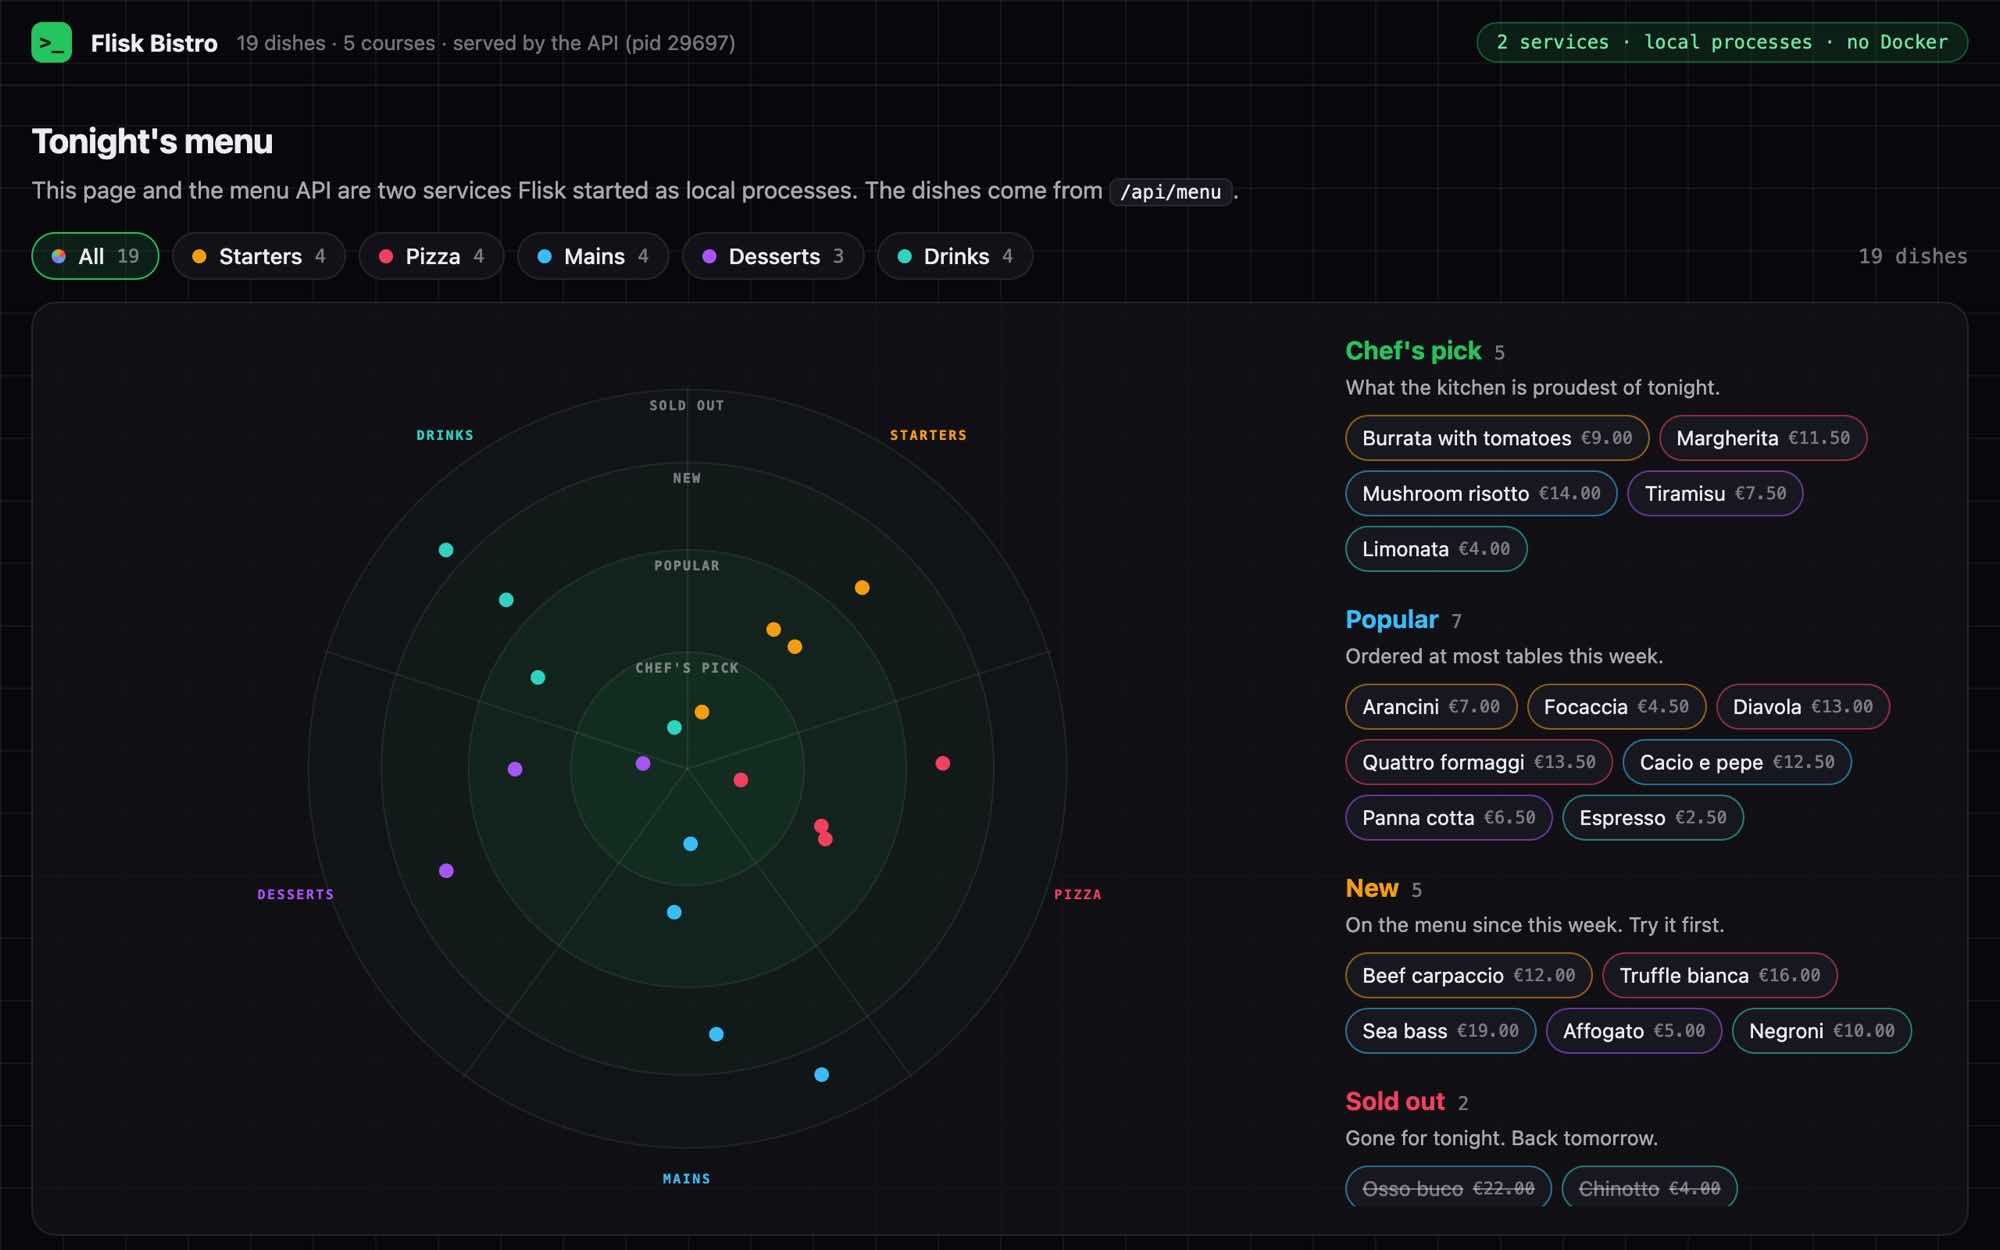 >_ Flisk Bistro 19 dishes · 5 courses · served by the API (pid 29697)
2 services · local processes · no Docker
Tonight's menu
This page and the menu API are two services Flisk started as local processes. The dishes come from /api/menu.
All 19 Starters 4 Pizza 4 Mains 4 Desserts 3 Drinks 4
19 dishes
SOLD OUT
DRINKS
STARTERS
NEW
POPULAR
CHEF'S PICK
DESSERTS
PIZZA
MAINS
Chef's pick 5
What the kitchen is proudest of tonight.
Burrata with tomatoes €9.00 Margherita €11.50
Mushroom risotto €14.00 Tiramisu €7.50
Limonata €4.00
Popular 7
Ordered at most tables this week.
Arancini €7.00 Focaccia €4.50 Diavola €13.00
Quattro formaggi €13.50 Cacio e pepe €12.50
Panna cotta €6.50 Espresso €2.50
New 5
On the menu since this week. Try it first.
Beef carpaccio €12.00 Truffle bianca €16.00
Sea bass €19.00 Affogato €5.00 Negroni €10.00
Sold out 2
Gone for tonight. Back tomorrow.
Osso buco €22.00 Chinotto €4.00